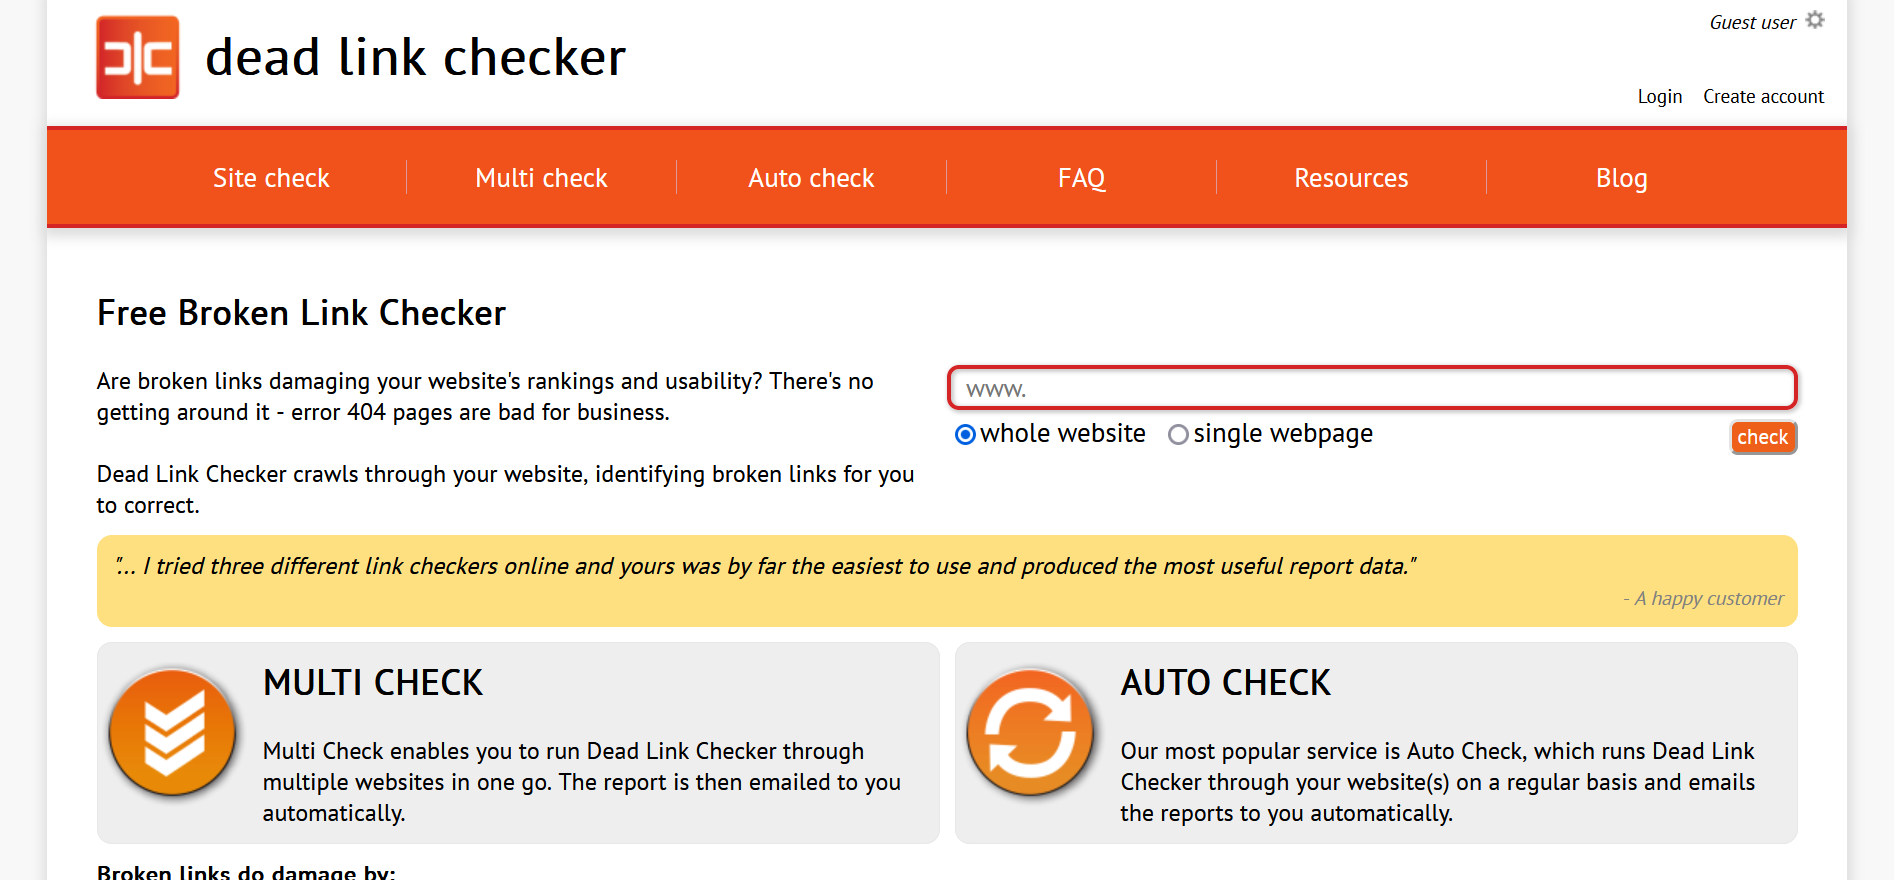 dead link checker
Guest user
Login Create account
Site check Multi check Auto check FAQ Resources Blog
Free Broken Link Checker
Are broken links damaging your website's rankings and usability? There's no
getting around it - error 404 pages are bad for business.
Dead Link Checker crawls through your website, identifying broken links for you
to correct.
www.
whole website single webpage check
"... I tried three different link checkers online and yours was by far the easiest to use and produced the most useful report data."
- A happy customer
MULTI CHECK
Multi Check enables you to run Dead Link Checker through
multiple websites in one go. The report is then emailed to you
automatically.
AUTO CHECK
Our most popular service is Auto Check, which runs Dead Link
Checker through your website(s) on a regular basis and emails
the reports to you automatically.
Broken links do damage by: